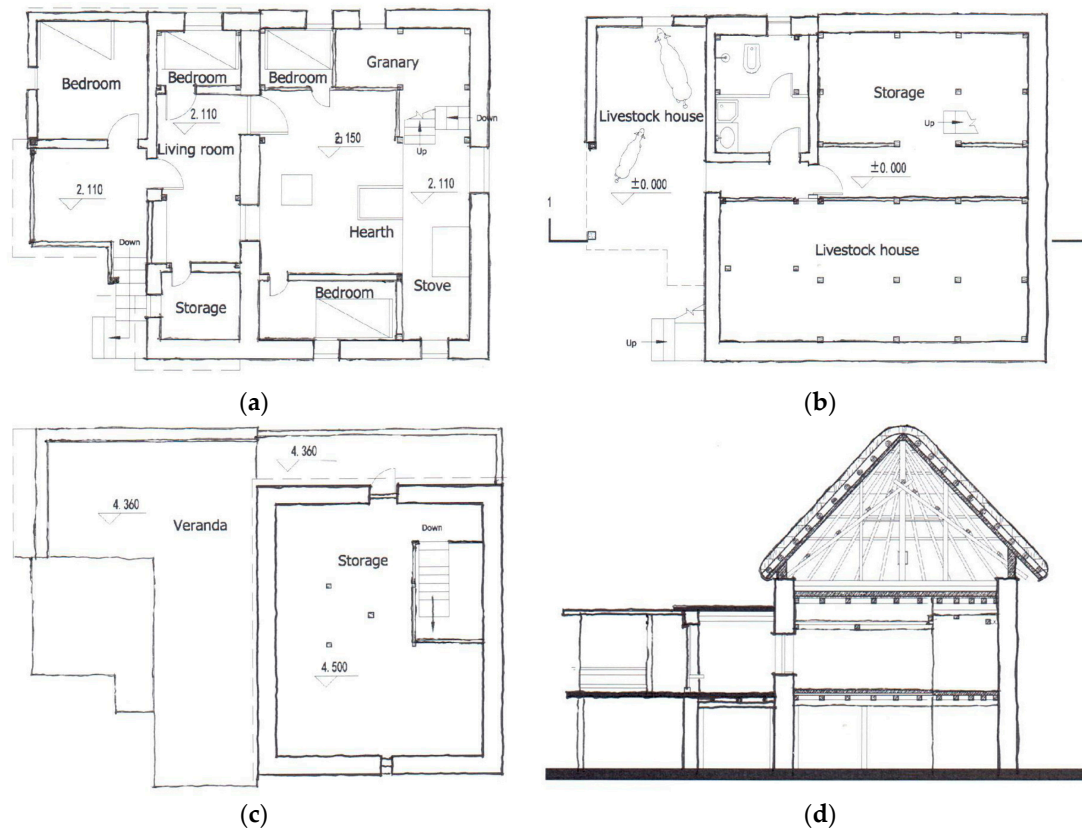 Bedroom
Bedroom
Bedroom
Granary
2.110
Down
Living room
2.150
Up
2.110
2.110
Hearth
Down
Bedroom
Stove
Storage
(a)
Livestock house
Storage
Up
±0.000
±0.000
1
Livestock house
Up
(b)
4.360
4.360
Veranda
Down
Storage
4.500
(c)
(d)